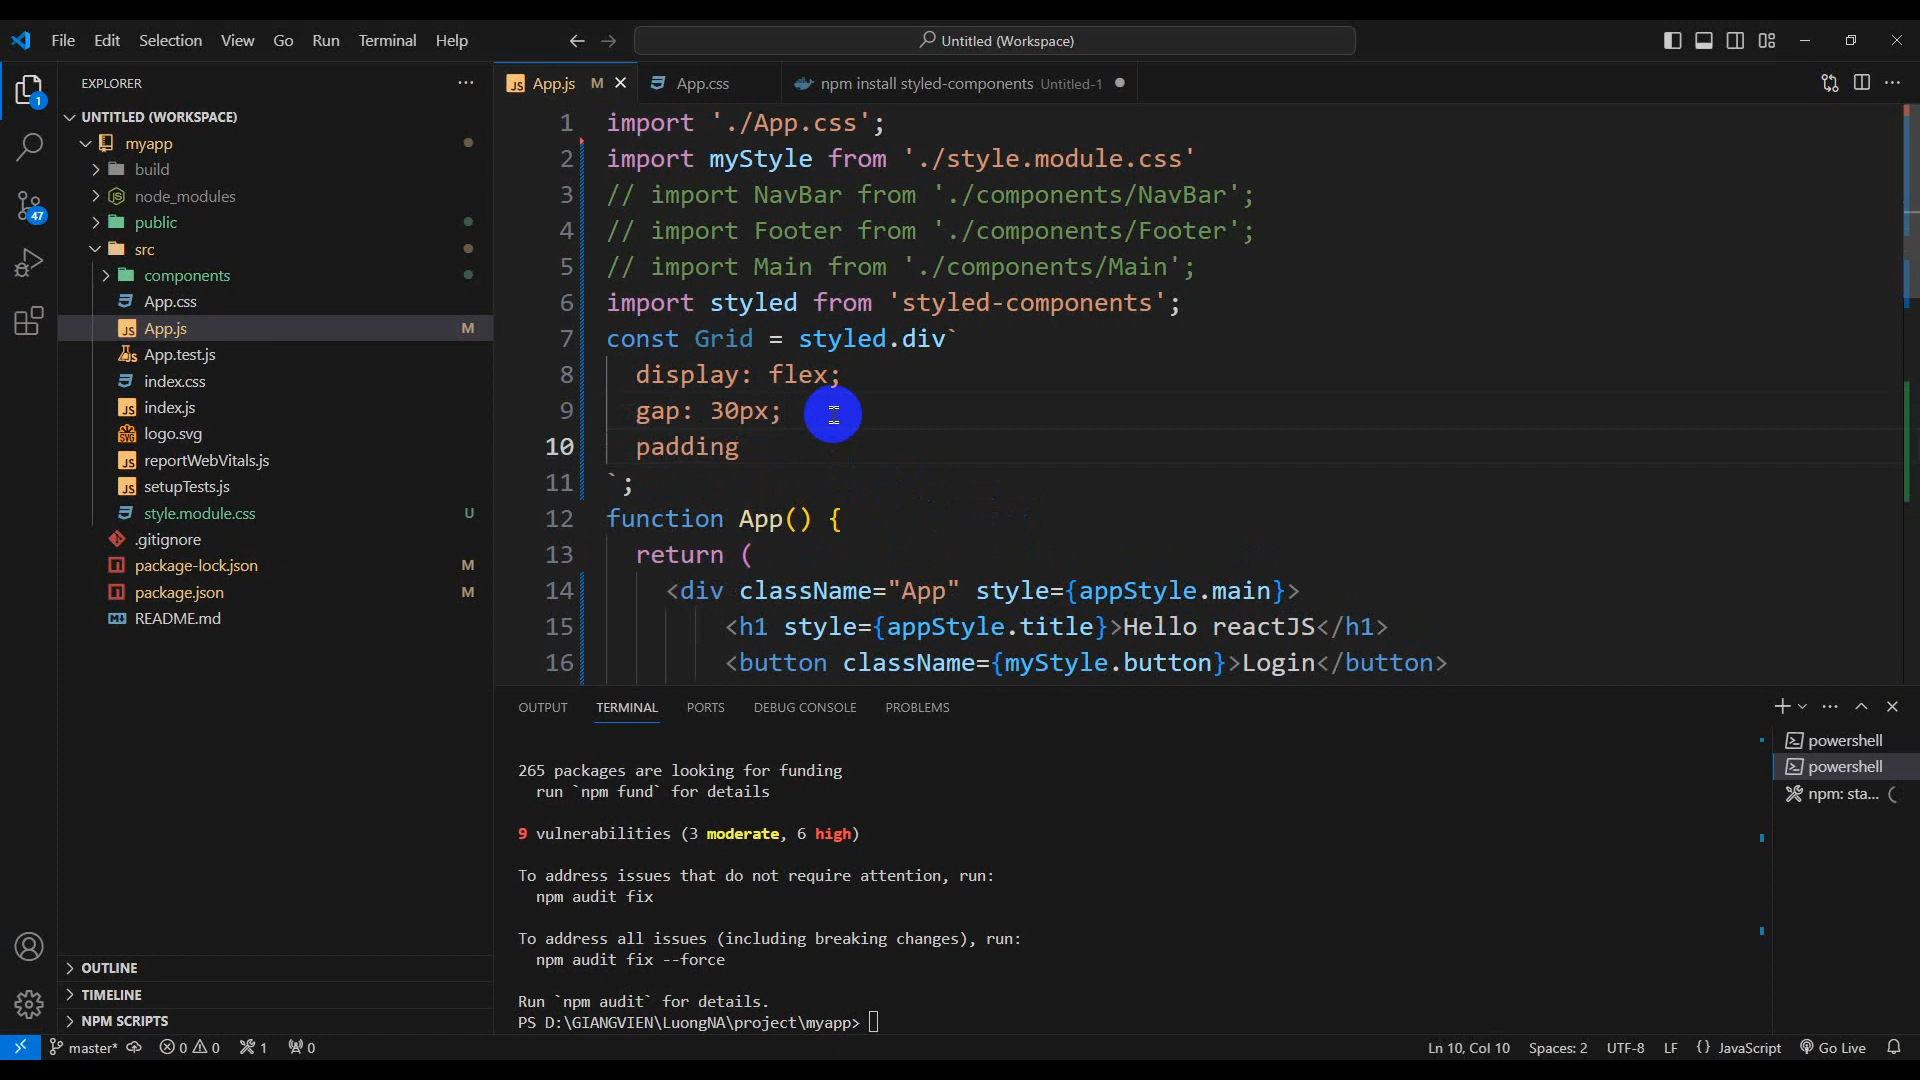 File Edit Selection View Go Run Terminal Help
Untitled (Workspace)
EXPLORER
UNTITLED (WORKSPACE)
myapp
build
node_modules
public
src
components
App.css
App.js M
App.test.js
index.css
index.js
logo.svg
reportWebVitals.js
setupTests.js
style.module.css U
.gitignore
package-lock.json M
package.json M
README.md
OUTLINE
TIMELINE
NPM SCRIPTS
1
47
App.js M
App.css
npm install styled-components Untitled-1
1 import './App.css';
2 import myStyle from './style.module.css'
3 // import NavBar from './components/NavBar';
4 // import Footer from './components/Footer';
5 // import Main from './components/Main';
6 import styled from 'styled-components';
7 const Grid = styled.div`
8 display: flex;
9 gap: 30px;
10 padding
11 `;
12 function App() {
13 return (
14 <div className="App" style={appStyle.main}>
15 <h1 style={appStyle.title}>Hello reactJS</h1>
16 <button className={myStyle.button}>Login</button>
OUTPUT TERMINAL PORTS DEBUG CONSOLE PROBLEMS
265 packages are looking for funding
run `npm fund` for details
9 vulnerabilities (3 moderate, 6 high)
To address issues that do not require attention, run:
npm audit fix
To address all issues (including breaking changes), run:
npm audit fix --force
Run `npm audit` for details.
PS D:\GIANGVIEN\LuongNA\project\myapp>
powershell
powershell
npm: sta...
master* 0 0 1 0
Ln 10, Col 10 Spaces: 2 UTF-8 LF {} JavaScript Go Live